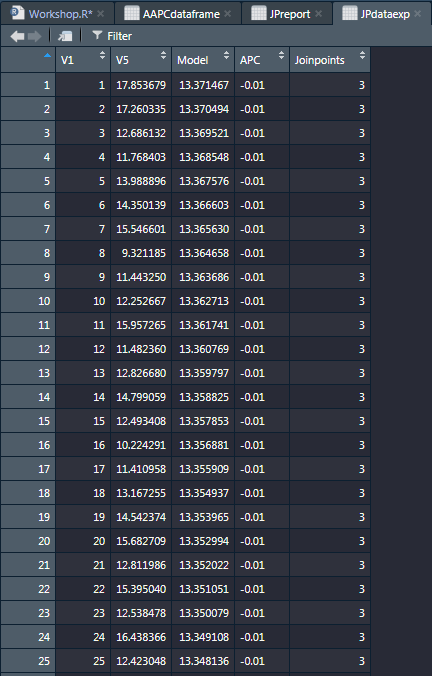 Workshop.R* AAPCdataframe JPreport JPdataexp
Filter
V1 V5 Model APC Joinpoints
1 1 17.853679 13.371467 -0.01 3
2 2 17.260335 13.370494 -0.01 3
3 3 12.686132 13.369521 -0.01 3
4 4 11.768403 13.368548 -0.01 3
5 5 13.988896 13.367576 -0.01 3
6 6 14.350139 13.366603 -0.01 3
7 7 15.546601 13.365630 -0.01 3
8 8 9.321185 13.364658 -0.01 3
9 9 11.443250 13.363686 -0.01 3
10 10 12.252667 13.362713 -0.01 3
11 11 15.957265 13.361741 -0.01 3
12 12 11.482360 13.360769 -0.01 3
13 13 12.826680 13.359797 -0.01 3
14 14 14.799059 13.358825 -0.01 3
15 15 12.493408 13.357853 -0.01 3
16 16 10.224291 13.356881 -0.01 3
17 17 11.410958 13.355909 -0.01 3
18 18 13.167255 13.354937 -0.01 3
19 19 14.542374 13.353965 -0.01 3
20 20 15.682709 13.352994 -0.01 3
21 21 12.811986 13.352022 -0.01 3
22 22 15.395040 13.351051 -0.01 3
23 23 12.538478 13.350079 -0.01 3
24 24 16.438366 13.349108 -0.01 3
25 25 12.423048 13.348136 -0.01 3